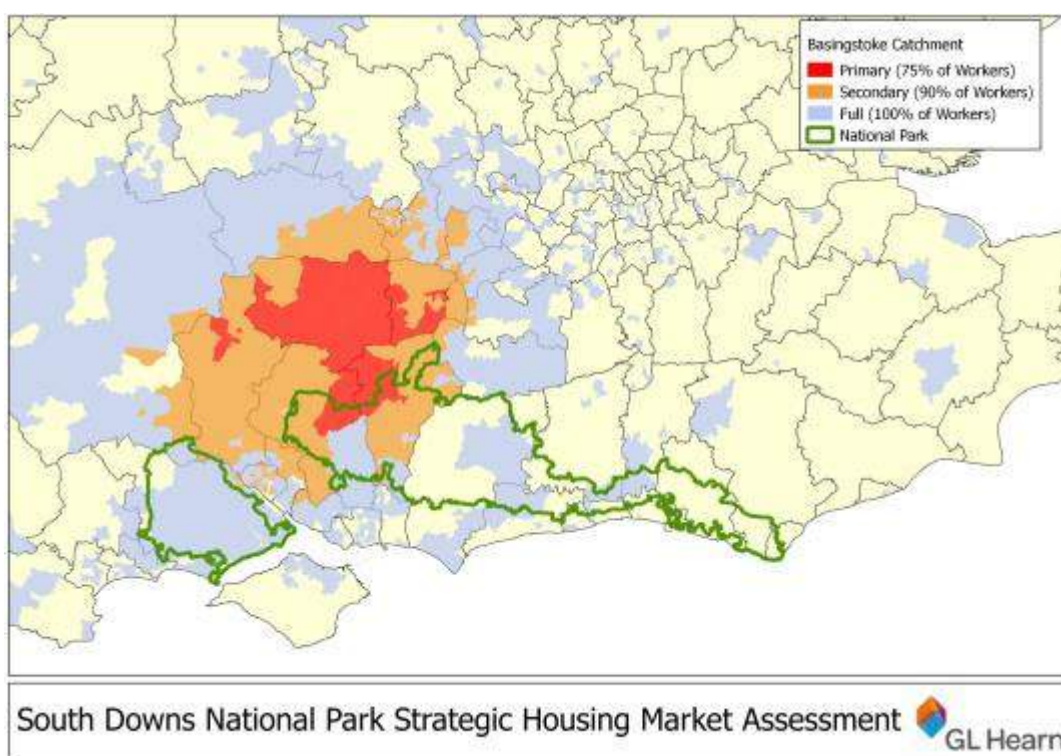 Basingstoke Catchment
Primary (75% of Workers)
Secondary (90% of Workers)
Full (100% of Workers)
National Park
South Downs National Park Strategic Housing Market Assessment
GL Hearn